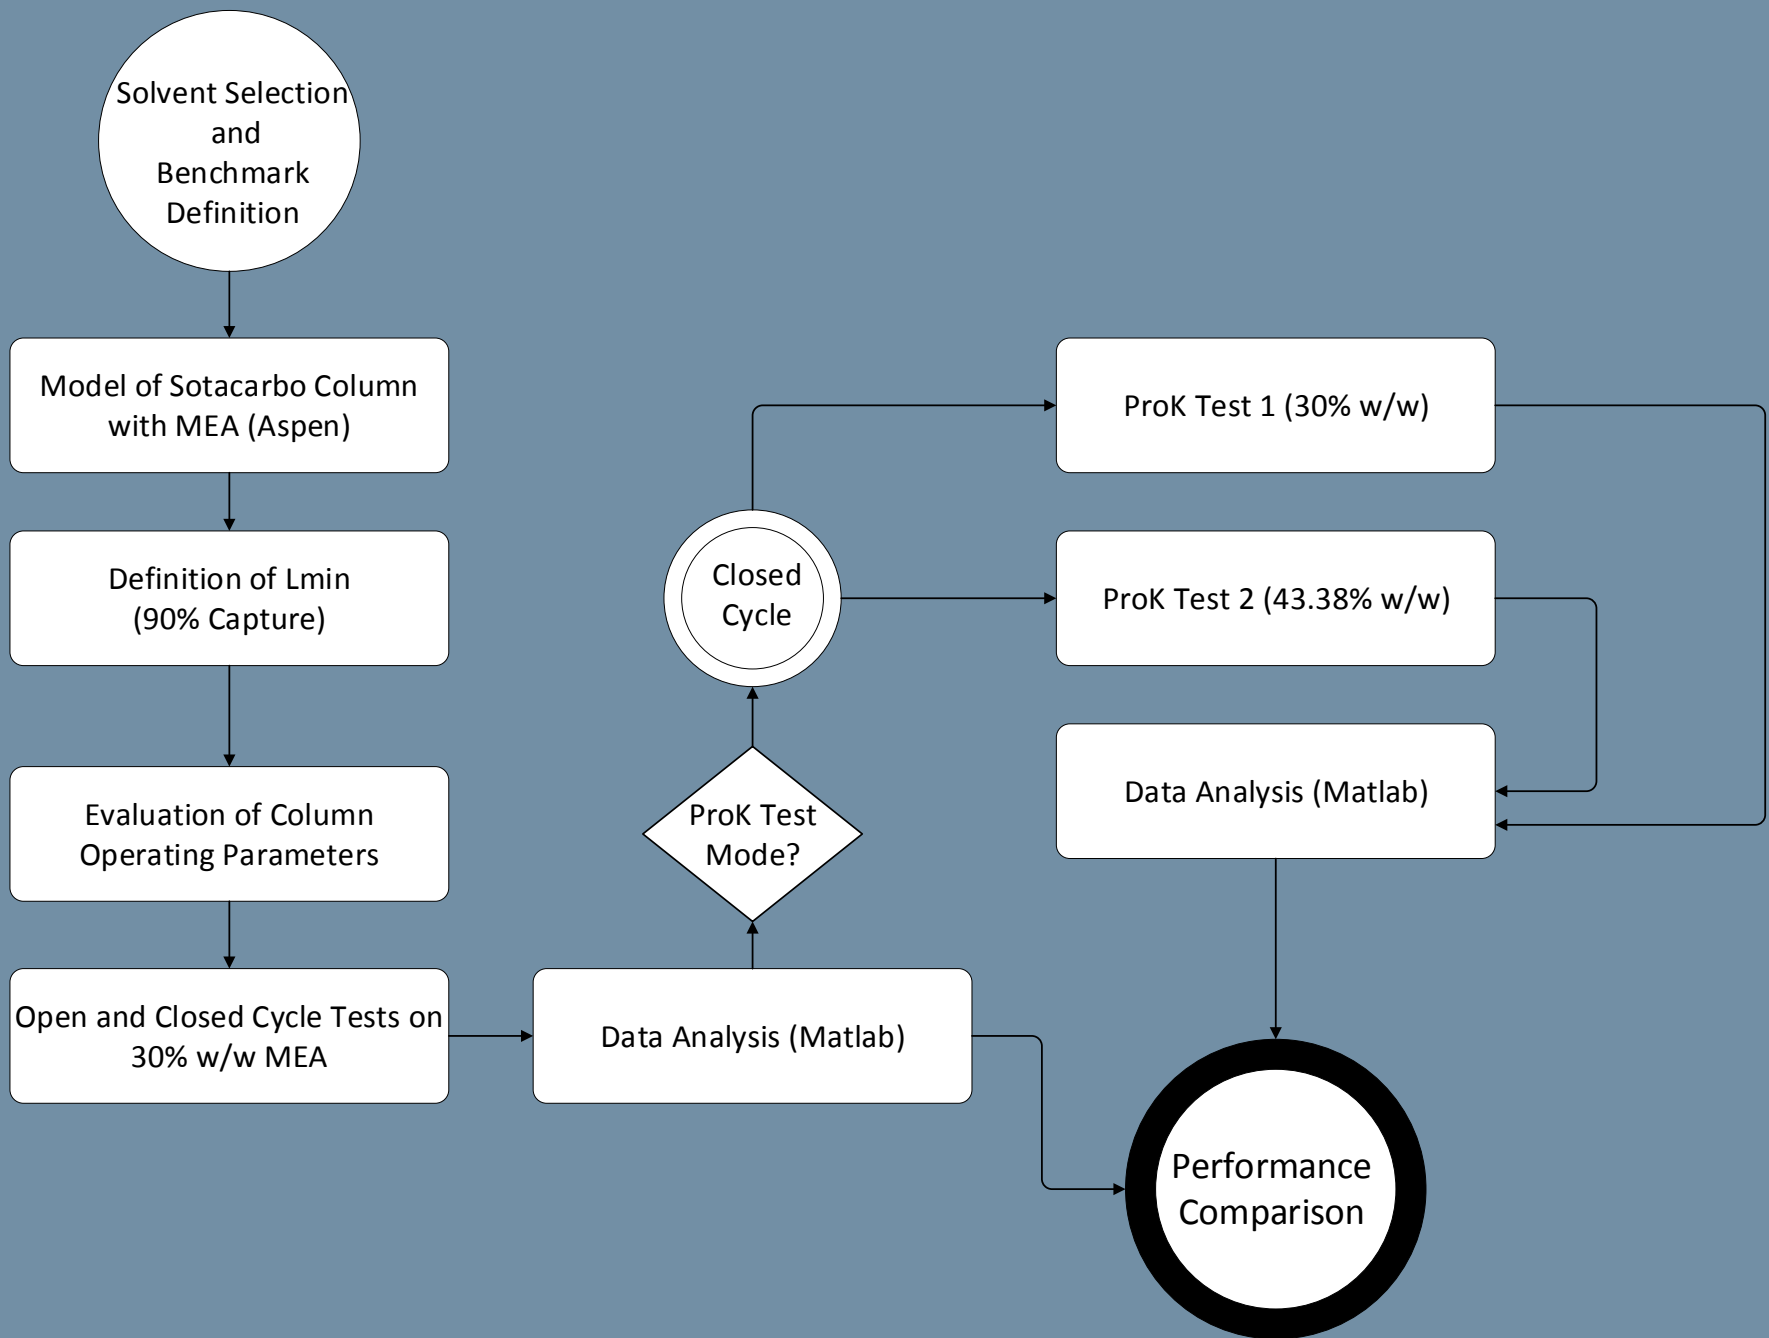 Solvent Selection
and
Benchmark
Definition
Model of Sotacarbo Column
with MEA (Aspen)
Definition of Lmin
(90% Capture)
Evaluation of Column
Operating Parameters
Open and Closed Cycle Tests on
30% w/w MEA
Data Analysis (Matlab)
ProK Test
Mode?
Closed
Cycle
ProK Test 1 (30% w/w)
ProK Test 2 (43.38% w/w)
Data Analysis (Matlab)
Performance
Comparison